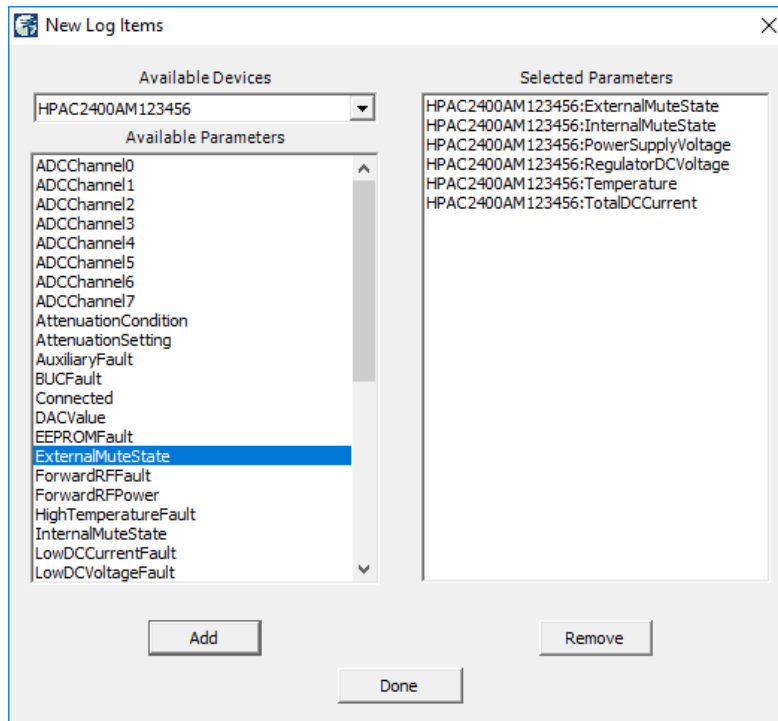 New Log Items
Available Devices
HPAC2400AM123456
Available Parameters
ADCChannel0
ADCChannel1
ADCChannel2
ADCChannel3
ADCChannel4
ADCChannel5
ADCChannel6
ADCChannel7
AttenuationCondition
AttenuationSetting
AuxiliaryFault
BUCFault
Connected
DACValue
EEPROMFault
ExternalMuteState
ForwardRFFault
ForwardRFPower
HighTemperatureFault
InternalMuteState
LowDCCurrentFault
LowDCVoltageFault
Add
Selected Parameters
HPAC2400AM123456:ExternalMuteState
HPAC2400AM123456:InternalMuteState
HPAC2400AM123456:PowerSupplyVoltage
HPAC2400AM123456:RegulatorDCVoltage
HPAC2400AM123456:Temperature
HPAC2400AM123456:TotalDCCurrent
Remove
Done